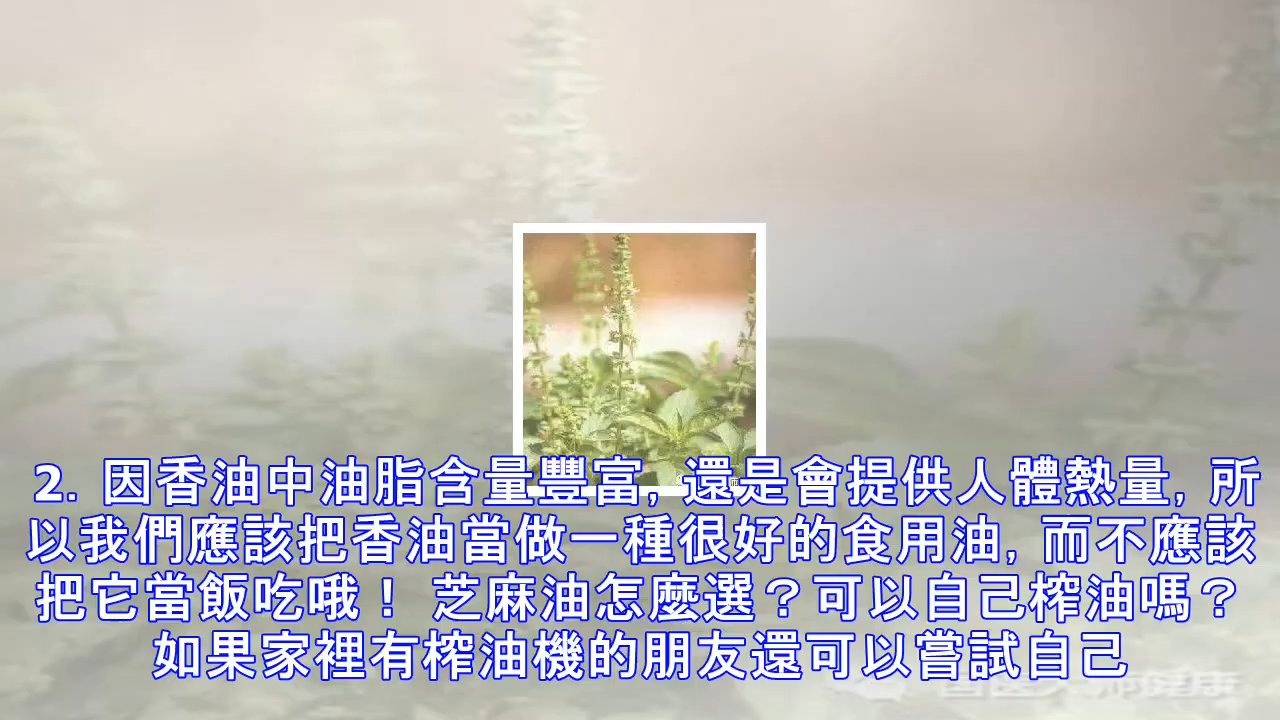 2. 因香油中油脂含量豐富, 還是會提供人體熱量, 所
以我們應該把香油當做一種很好的食用油, 而不應該
把它當飯吃哦！ 芝麻油怎麼選？可以自己榨油嗎？
如果家裡有榨油機的朋友還可以嘗試自己